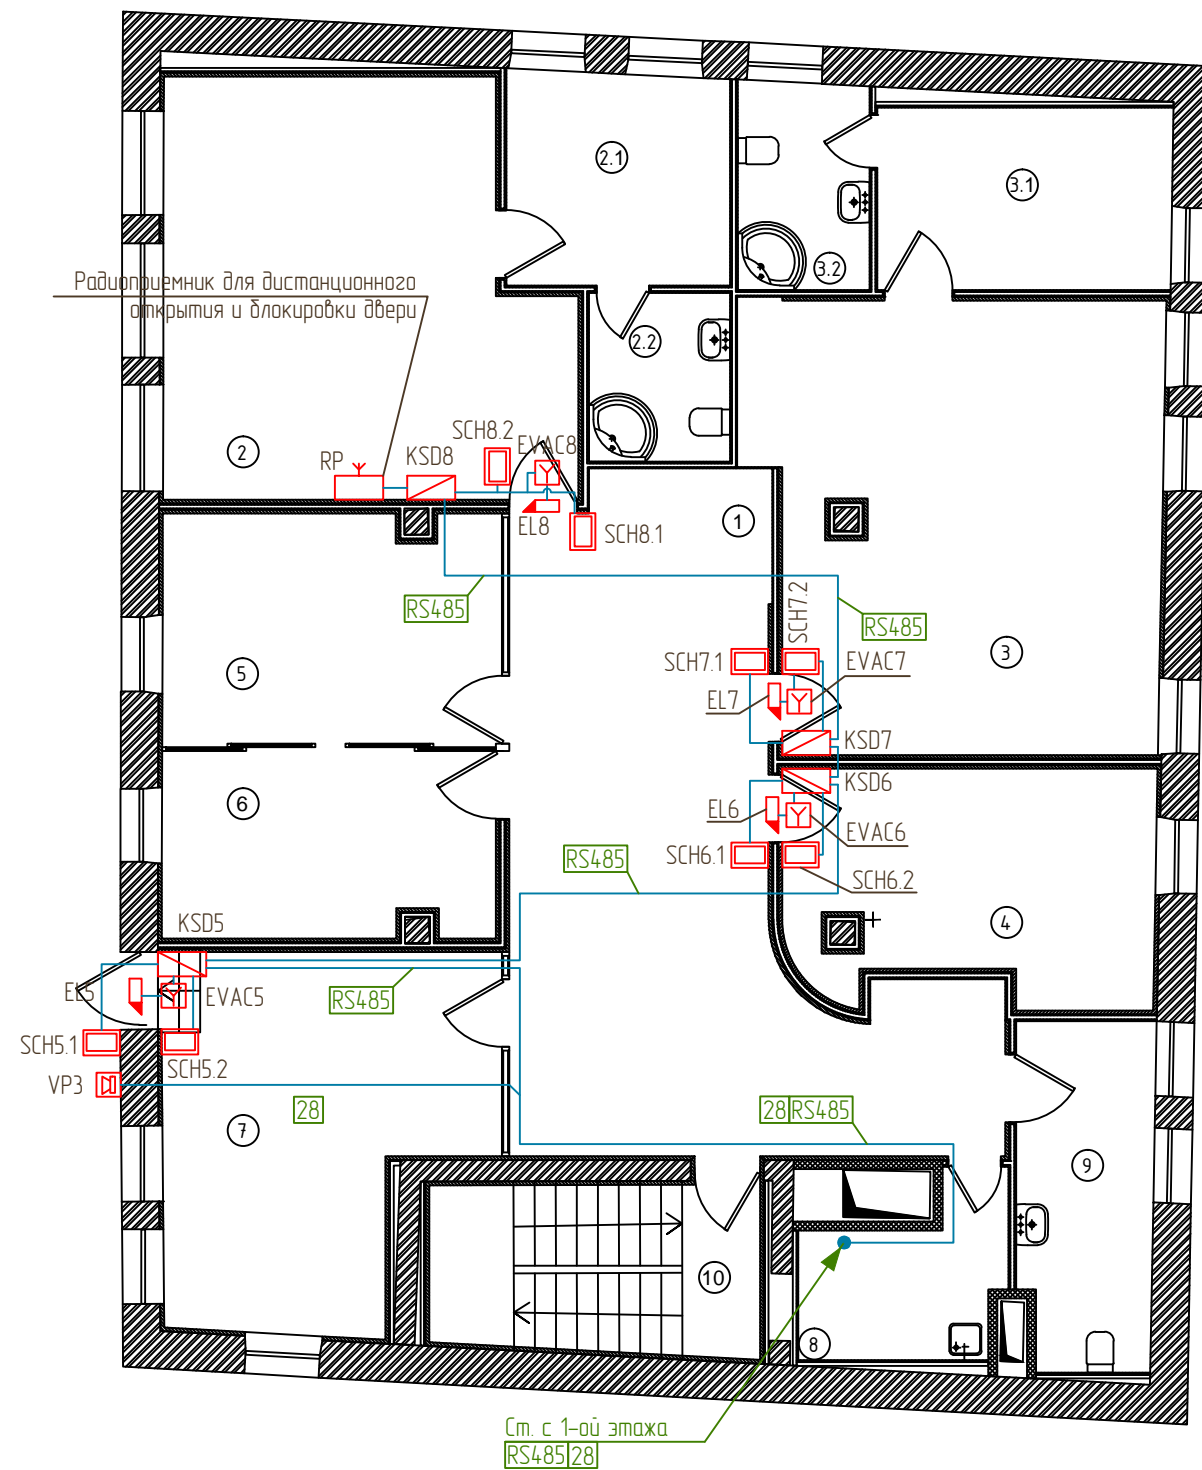 2.1
3.1
3.2
Радиоприемник для дистанционного
открытия и блокировки двери
2.2
2
SCH8.2
EVAC8
RP
KSD8
EL8
SCH8.1
1
RS485
SCH7.2
RS485
5
SCH7.1
EVAC7
3
EL7
KSD7
KSD6
6
EL6
EVAC6
RS485
SCH6.1
SCH6.2
KSD5
4
EL5
EVAC5
RS485
SCH5.1
SCH5.2
VP3
28
28 RS485
7
9
10
8
Ст. с 1-ой этажа
RS485 28